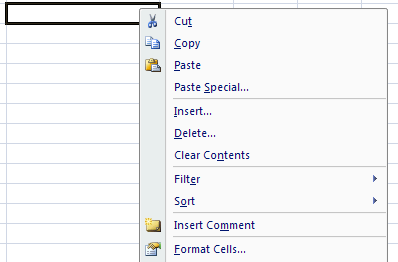 Cut
Copy
Paste
Paste Special...
Insert...
Delete...
Clear Contents
Filter
Sort
Insert Comment
Format Cells...